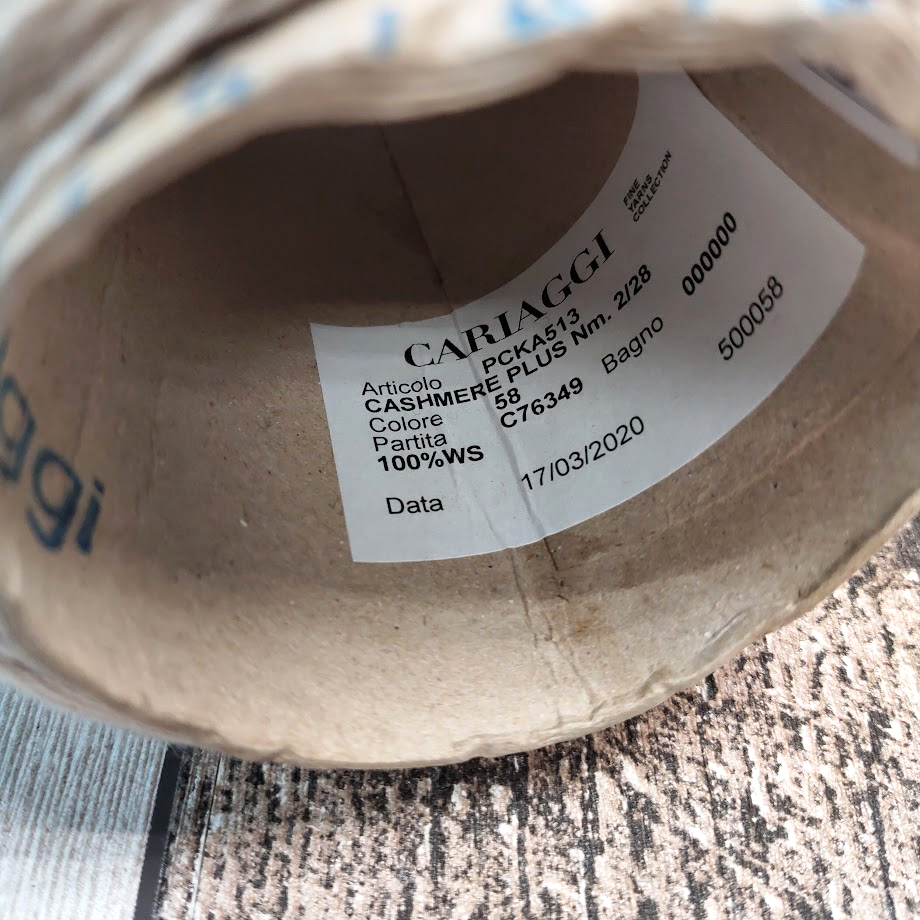 CARIAGGI
FINE
YARNS
COLLECTION
Articolo PCKA513
CASHMERE PLUS Nm. 2/28
Colore 58 Bagno 000000
Partita C76349 500058
100%WS
Data 17/03/2020
ggi